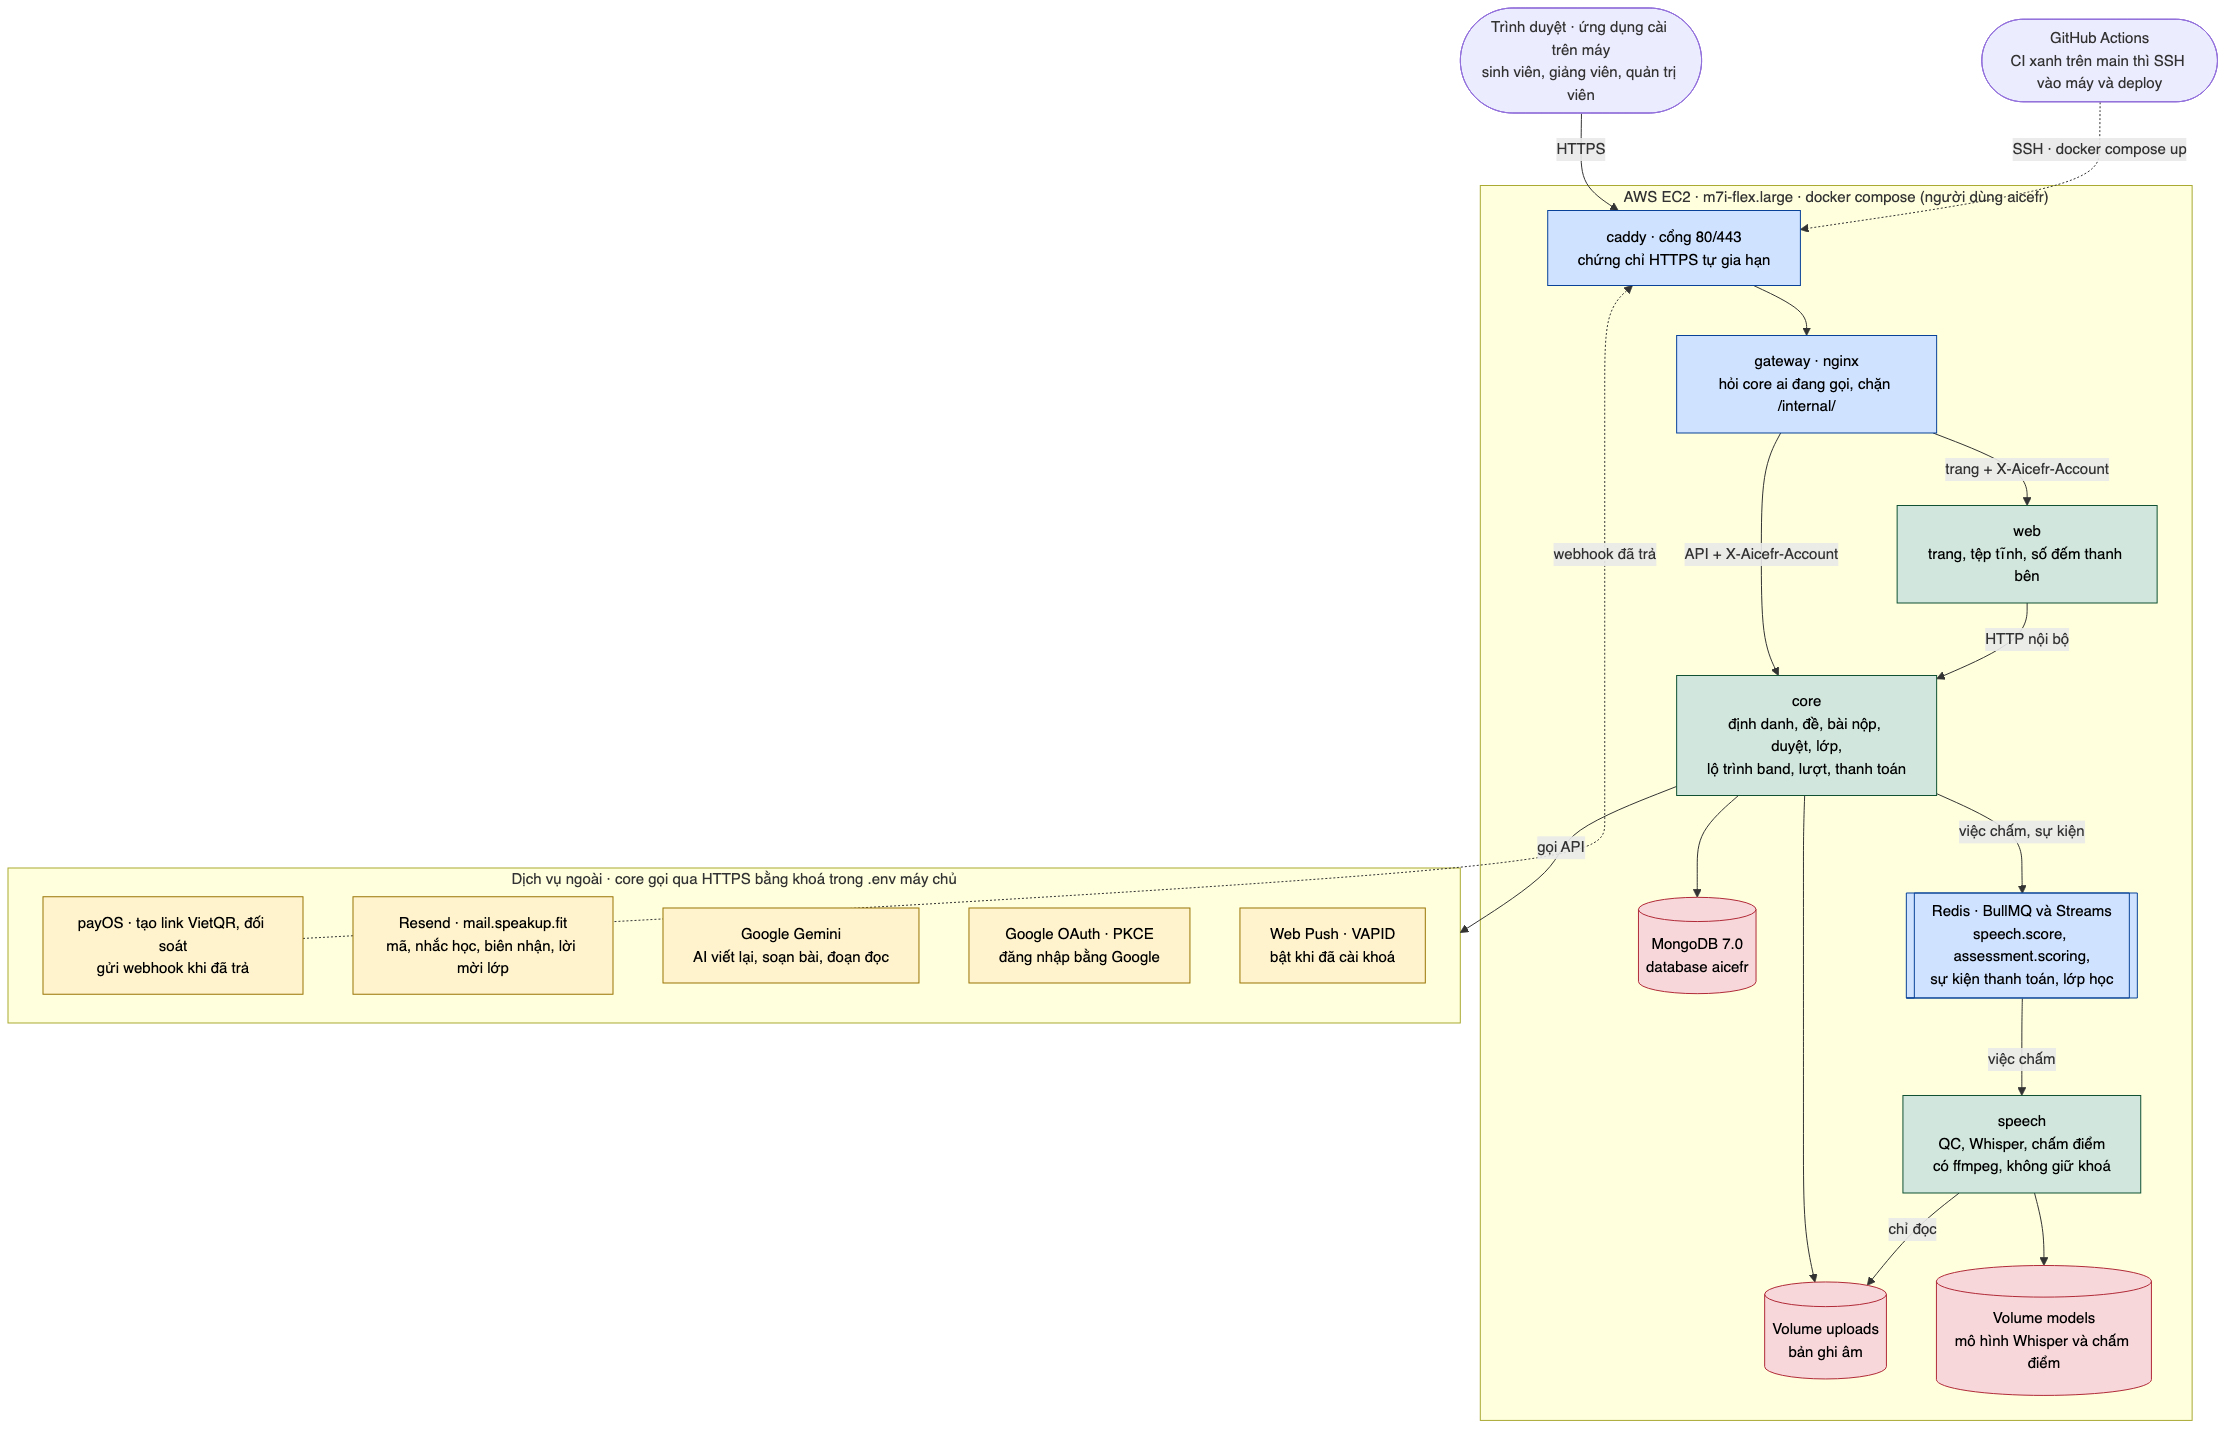 Trình duyệt · ứng dụng cài
trên máy
sinh viên, giảng viên, quản trị
viên
GitHub Actions
CI xanh trên main thì SSH
vào máy và deploy
HTTPS
SSH · docker compose up
AWS EC2 · m7i-flex.large · docker compose (người dùng aicefr)
caddy · cổng 80/443
chứng chỉ HTTPS tự gia hạn
gateway · nginx
hỏi core ai đang gọi, chặn
/internal/
trang + X-Aicefr-Account
webhook đã trả
API + X-Aicefr-Account
web
trang, tệp tĩnh, số đếm thanh
bên
HTTP nội bộ
core
định danh, đề, bài nộp,
duyệt, lớp,
lộ trình band, lượt, thanh toán
gọi API
việc chấm, sự kiện
Dịch vụ ngoài · core gọi qua HTTPS bằng khoá trong .env máy chủ
payOS · tạo link VietQR, đối
soát
gửi webhook khi đã trả
Resend · mail.speakup.fit
mã, nhắc học, biên nhận, lời
mời lớp
Google Gemini
AI viết lại, soạn bài, đoạn đọc
Google OAuth · PKCE
đăng nhập bằng Google
Web Push · VAPID
bật khi đã cài khoá
MongoDB 7.0
database aicefr
Redis · BullMQ và Streams
speech.score,
assessment.scoring,
sự kiện thanh toán, lớp học
việc chấm
speech
QC, Whisper, chấm điểm
có ffmpeg, không giữ khoá
chỉ đọc
Volume uploads
bản ghi âm
Volume models
mô hình Whisper và chấm
điểm